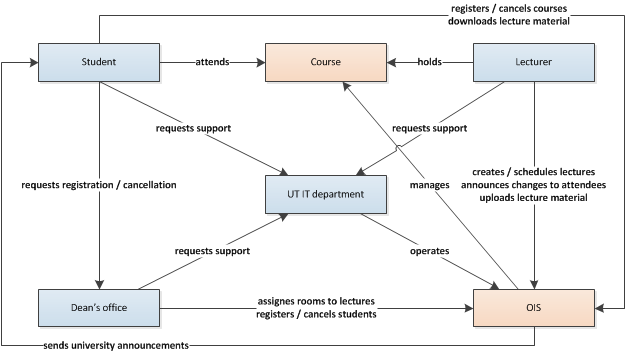 registers / cancels courses
downloads lecture material
Student
attends
Course
holds
Lecturer
requests support
requests support
requests registration / cancellation
manages
creates / schedules lectures
announces changes to attendees
uploads lecture material
UT IT department
requests support
operates
Dean's office
assignes rooms to lectures
registers / cancels students
OIS
sends university announcements